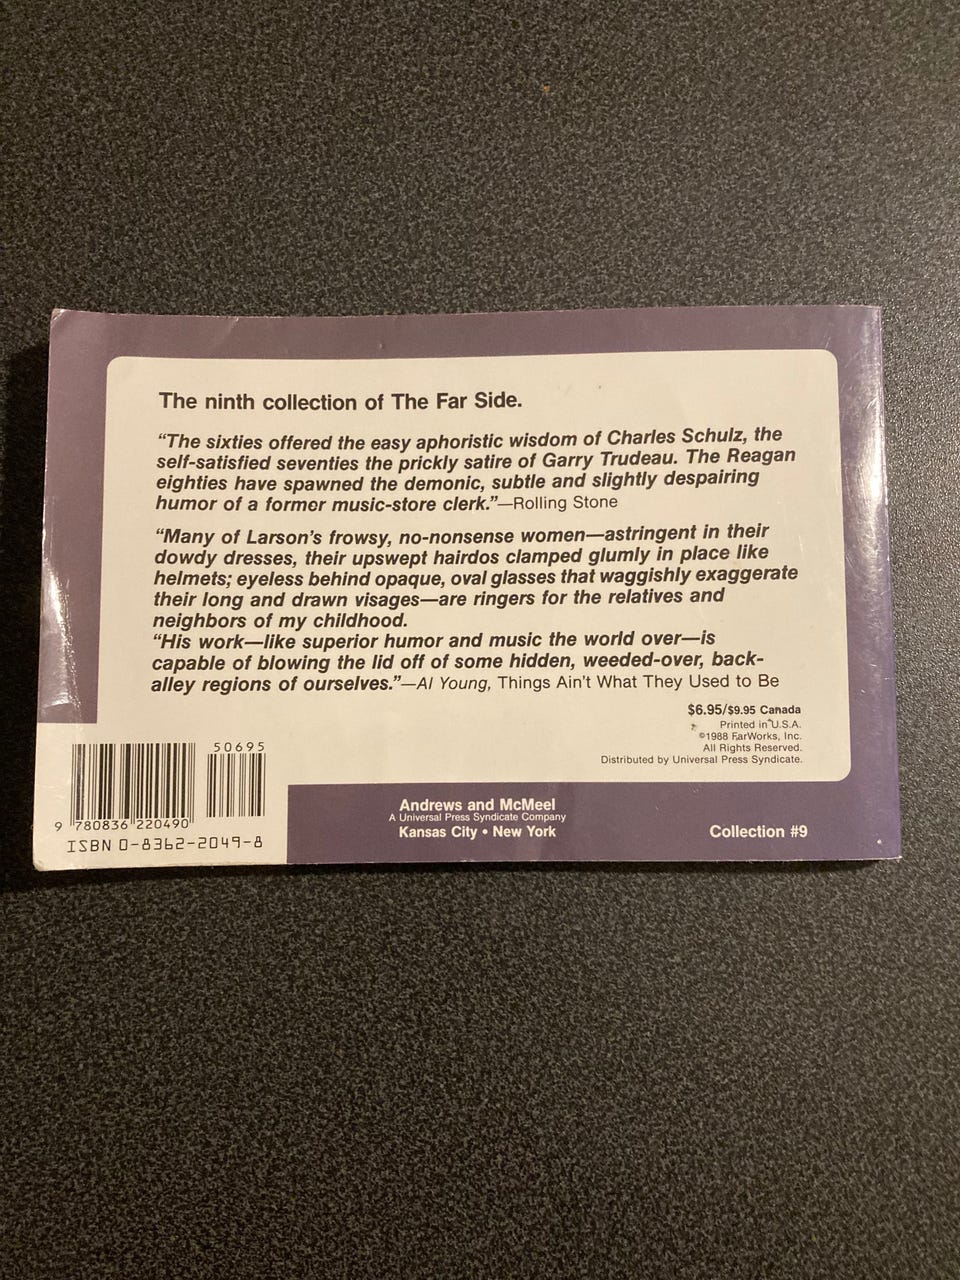 The ninth collection of The Far Side.
“The sixties offered the easy aphoristic wisdom of Charles Schulz, the
self-satisfied seventies the prickly satire of Garry Trudeau. The Reagan
eighties have spawned the demonic, subtle and slightly despairing
humor of a former music-store clerk.”—Rolling Stone
“Many of Larson’s frowsy, no-nonsense women—astringent in their
dowdy dresses, their upswept hairdos clamped glumly in place like
helmets; eyeless behind opaque, oval glasses that waggishly exaggerate
their long and drawn visages—are ringers for the relatives and
neighbors of my childhood.
“His work—like superior humor and music the world over—is
capable of blowing the lid off of some hidden, weeded-over, back-
alley regions of ourselves.”—Al Young, Things Ain’t What They Used to Be
$6.95/$9.95 Canada
Printed in U.S.A.
©1988 FarWorks, Inc.
All Rights Reserved.
Distributed by Universal Press Syndicate.
50695
9 780836 220490
ISBN 0-8362-2049-8
Andrews and McMeel
A Universal Press Syndicate Company
Kansas City • New York
Collection #9